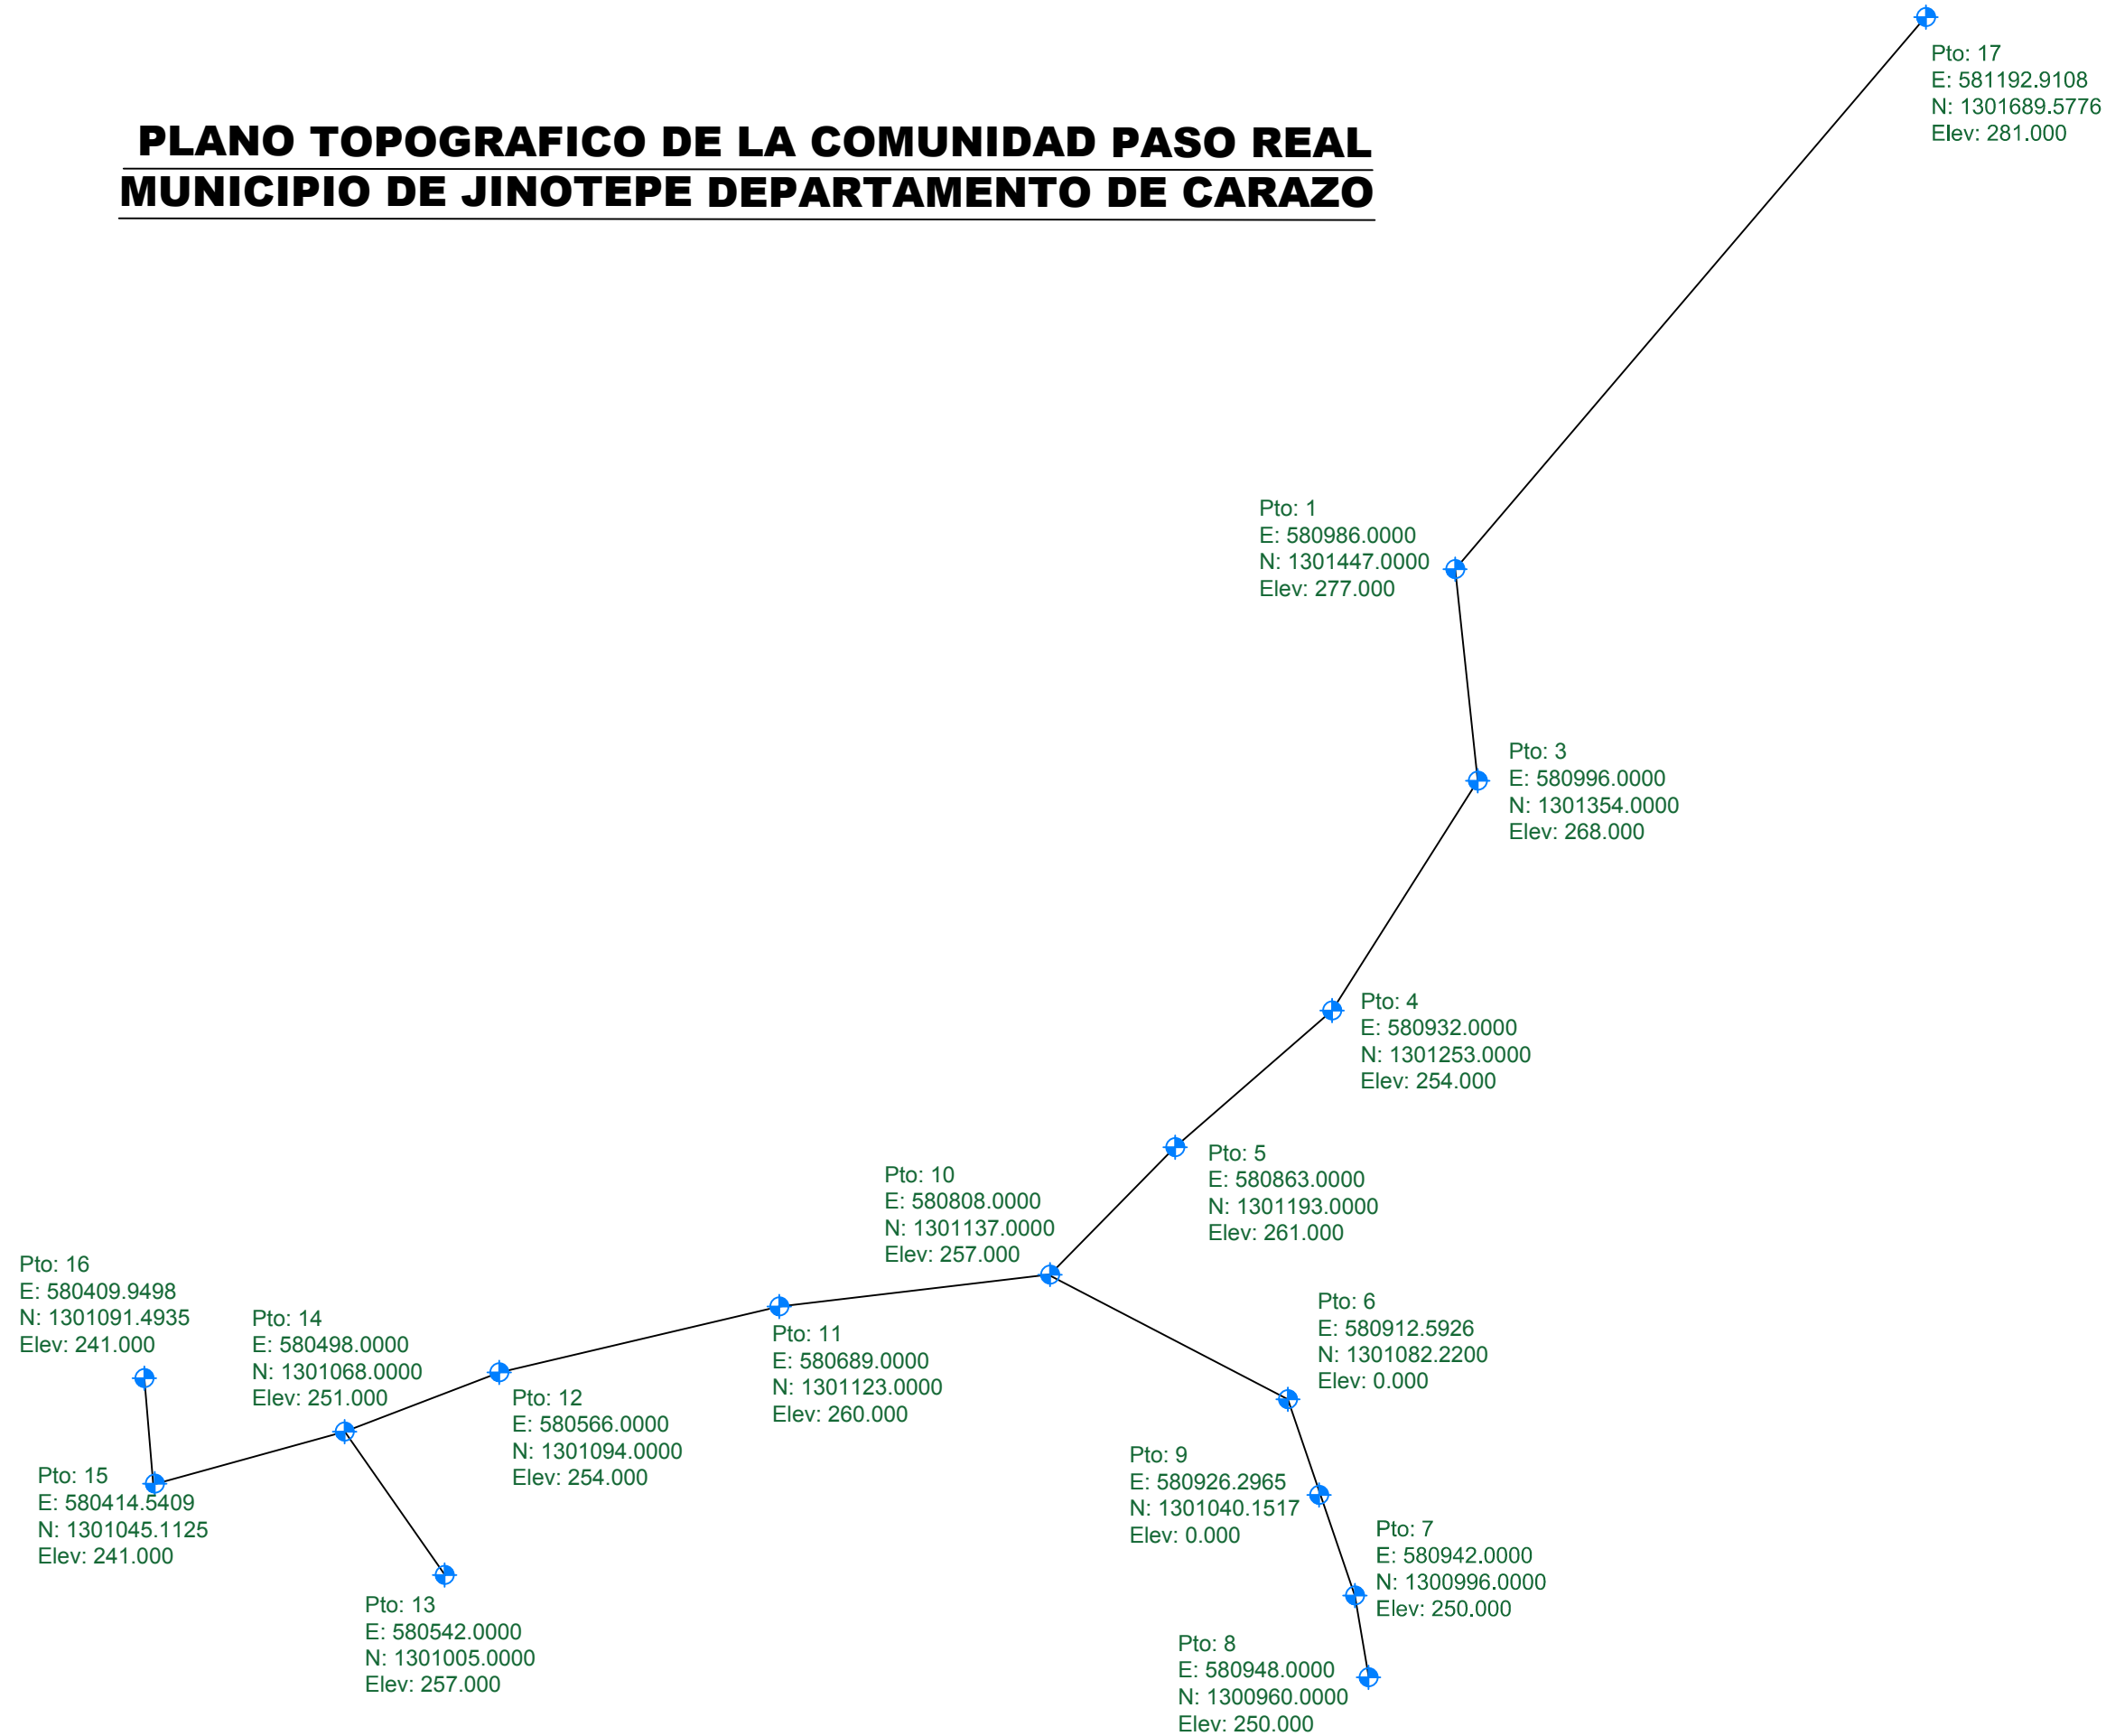 PLANO TOPOGRAFICO DE LA COMUNIDAD PASO REAL
MUNICIPIO DE JINOTEPE DEPARTAMENTO DE CARAZO
Pto: 17
E: 581192.9108
N: 1301689.5776
Elev: 281.000
Pto: 1
E: 580986.0000
N: 1301447.0000
Elev: 277.000
Pto: 3
E: 580996.0000
N: 1301354.0000
Elev: 268.000
Pto: 4
E: 580932.0000
N: 1301253.0000
Elev: 254.000
Pto: 5
E: 580863.0000
N: 1301193.0000
Elev: 261.000
Pto: 10
E: 580808.0000
N: 1301137.0000
Elev: 257.000
Pto: 16
E: 580409.9498
N: 1301091.4935
Elev: 241.000
Pto: 14
E: 580498.0000
N: 1301068.0000
Elev: 251.000
Pto: 11
E: 580689.0000
N: 1301123.0000
Elev: 260.000
Pto: 6
E: 580912.5926
N: 1301082.2200
Elev: 0.000
Pto: 12
E: 580566.0000
N: 1301094.0000
Elev: 254.000
Pto: 9
E: 580926.2965
N: 1301040.1517
Elev: 0.000
Pto: 15
E: 580414.5409
N: 1301045.1125
Elev: 241.000
Pto: 7
E: 580942.0000
N: 1300996.0000
Elev: 250.000
Pto: 13
E: 580542.0000
N: 1301005.0000
Elev: 257.000
Pto: 8
E: 580948.0000
N: 1300960.0000
Elev: 250.000